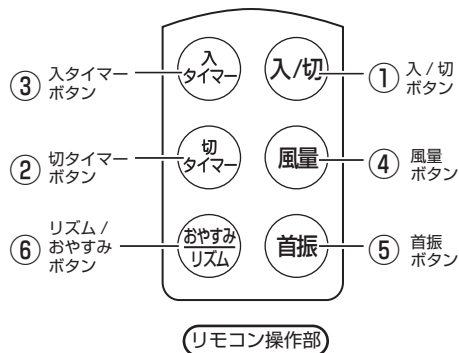 ③ 入タイマー
ボタン
入
タイマー
入/切
① 入 / 切
ボタン
② 切タイマー
ボタン
切
タイマー
風量
④ 風量
ボタン
⑥ リズム /
おやすみ
ボタン
おやすみ
リズム
首振
⑤ 首振
ボタン
リモコン操作部